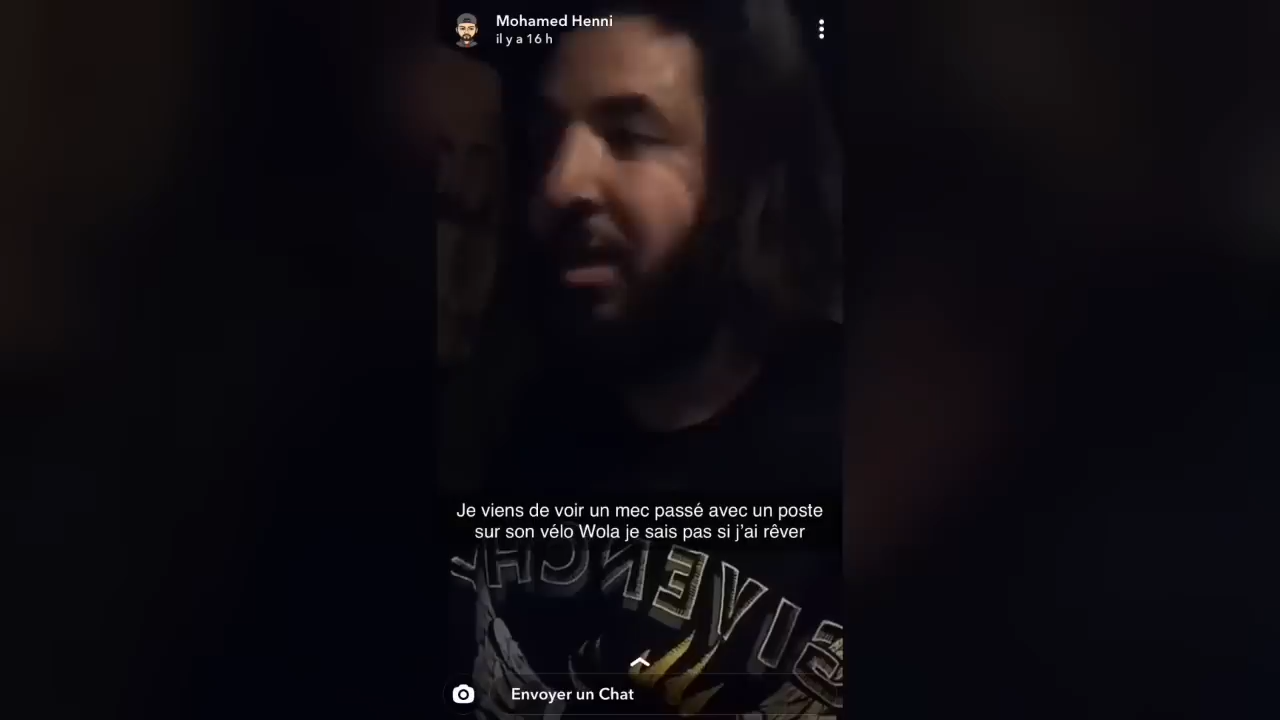 Mohamed Henni
il y a 16 h
Je viens de voir un mec passé avec un poste
sur son vélo Wola je sais pas si j'ai rêver
GIVENCHY
Envoyer un Chat